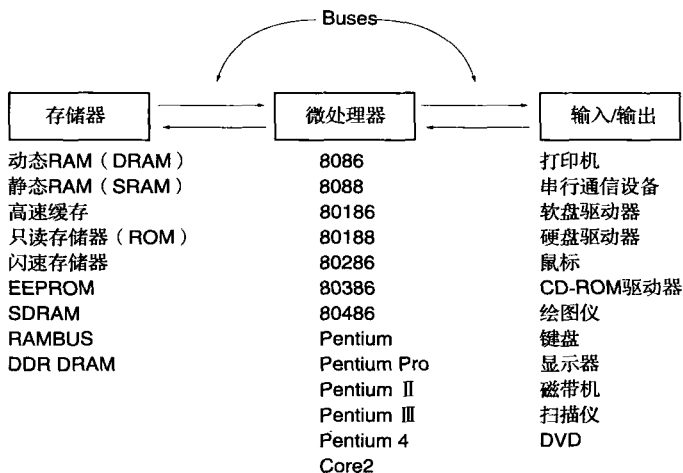 Buses
存储器
微处理器
输入/输出
动态RAM（DRAM）
静态RAM（SRAM）
高速缓存
只读存储器（ROM）
闪速存储器
EEPROM
SDRAM
RAMBUS
DDR DRAM
8086
8088
80186
80188
80286
80386
80486
Pentium
Pentium Pro
Pentium Ⅱ
Pentium Ⅲ
Pentium 4
Core2
打印机
串行通信设备
软盘驱动器
硬盘驱动器
鼠标
CD-ROM驱动器
绘图仪
键盘
显示器
磁带机
扫描仪
DVD